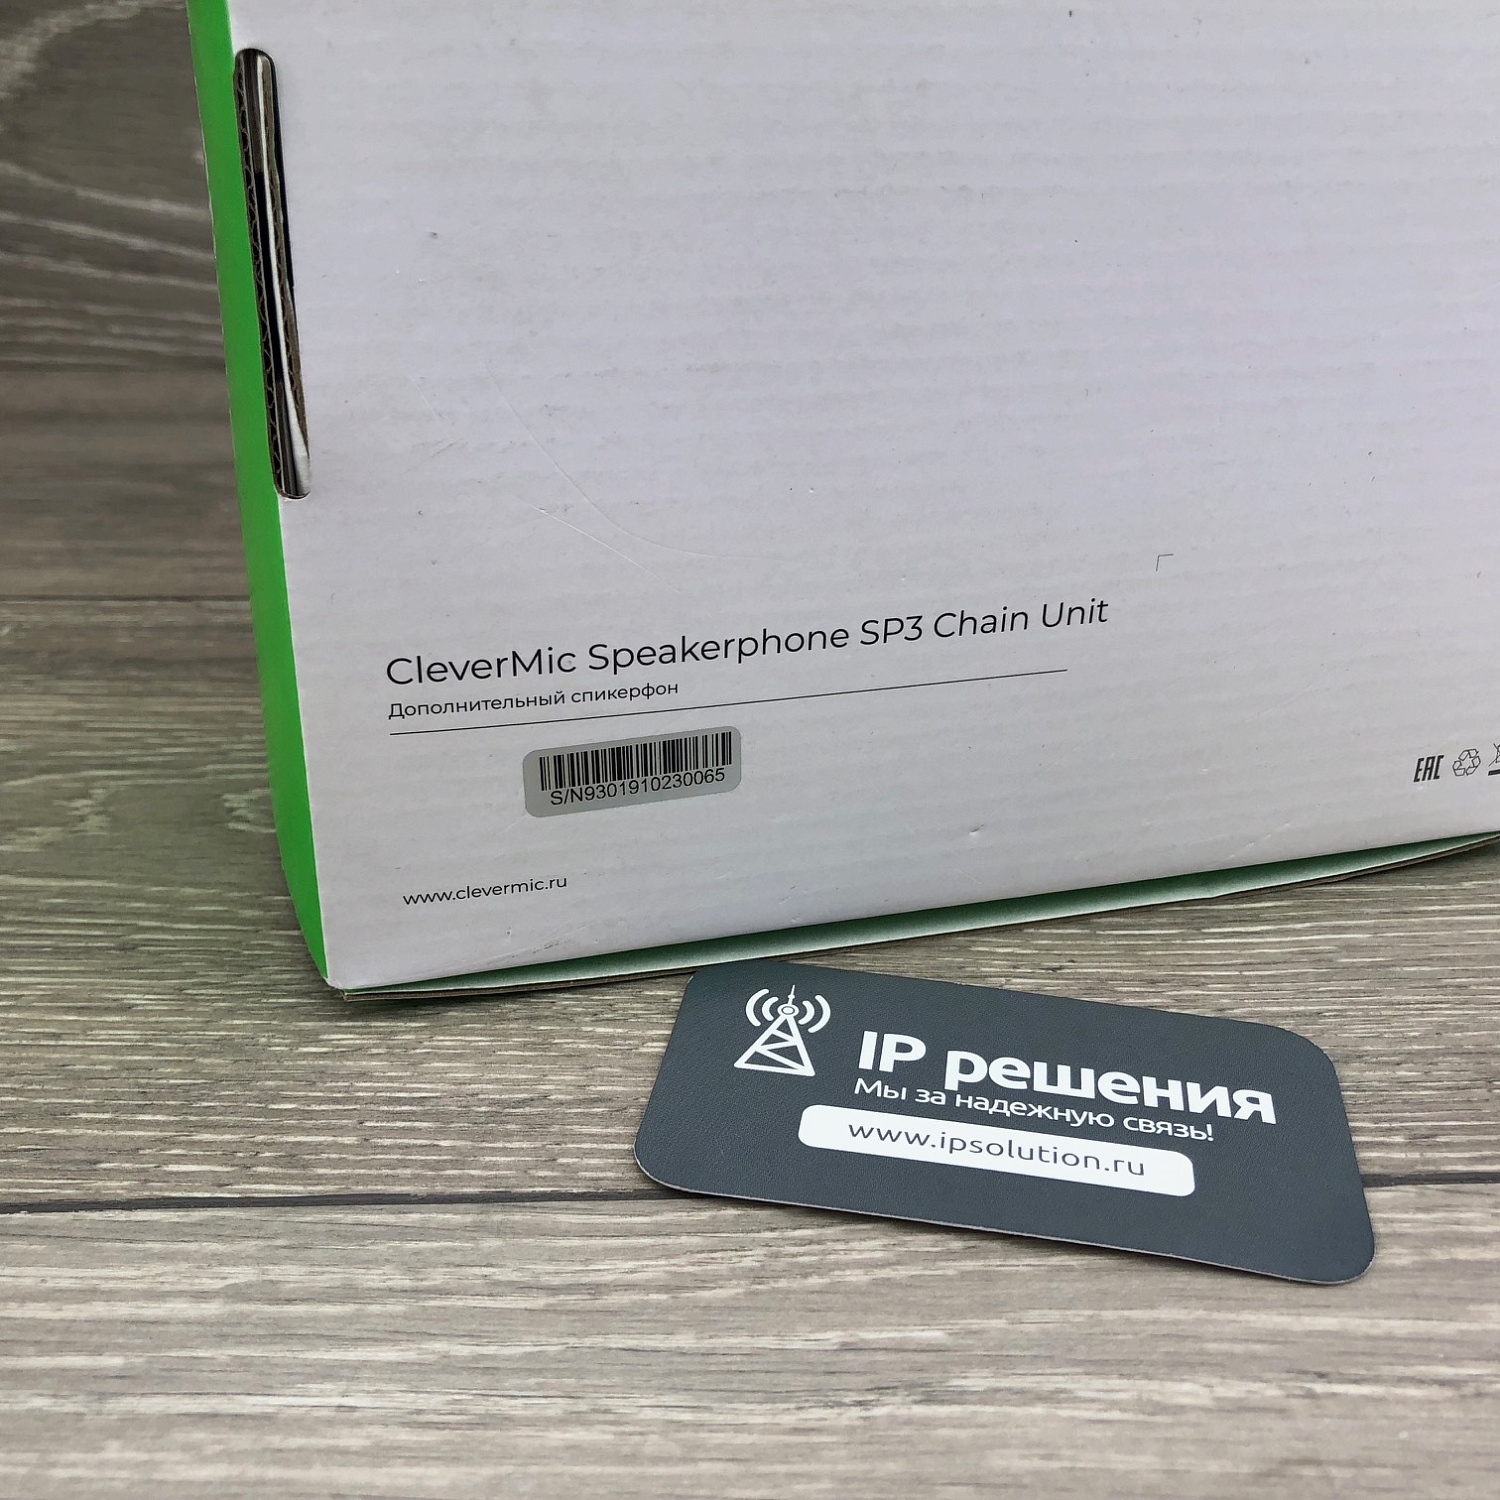 CleverMic Speakerphone SP3 Chain Unit
Дополнительный спикерфон
S/N9301910230065
www.clevermic.ru
EAC
IP решения
Мы за надежную связь!
www.ipsolution.ru